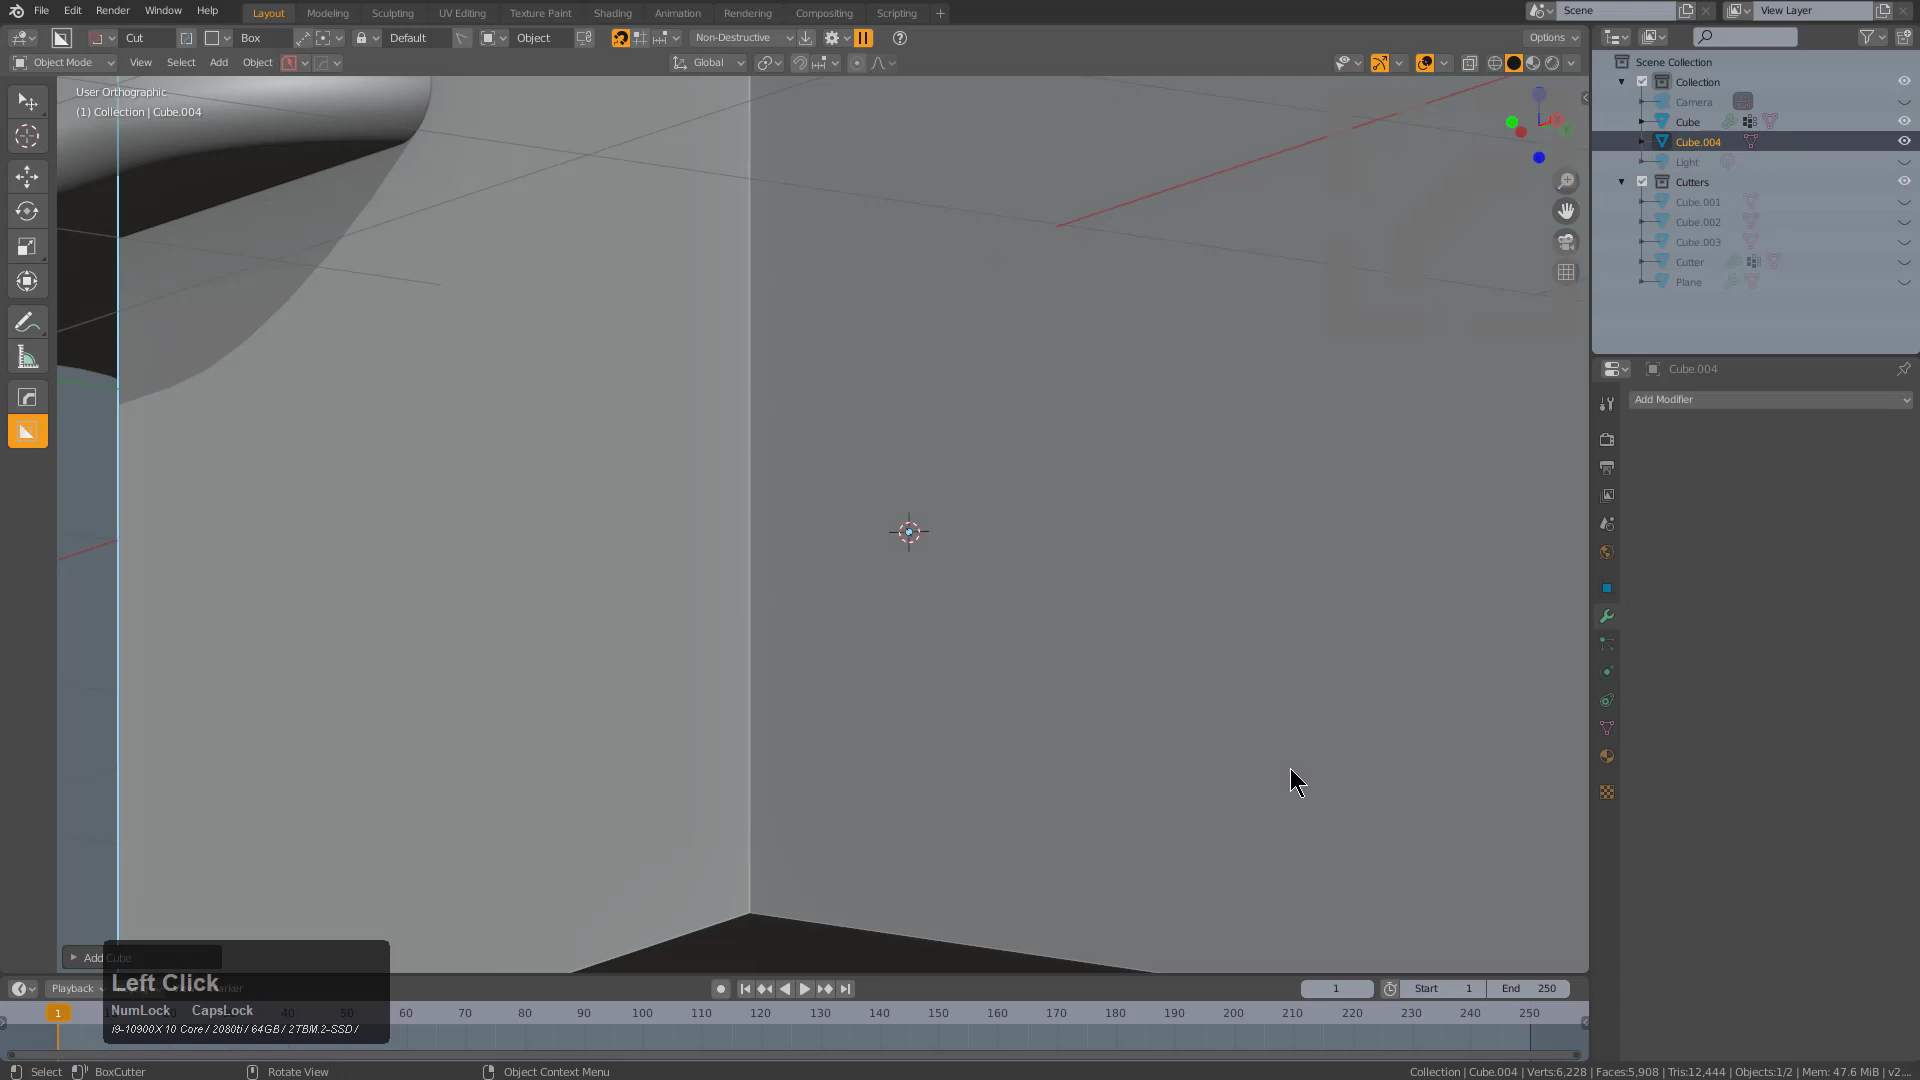 File Edit Render Window Help
Layout Modeling Sculpting UV Editing Texture Paint Shading Animation Rendering Compositing Scripting +
Scene View Layer
Cut Box Default Object Non-Destructive Options
Object Mode View Select Add Object Global
User Orthographic
(1) Collection | Cube.004
Scene Collection
Collection
Camera
Cube
Cube.004
Light
Cutters
Cube.001
Cube.002
Cube.003
Cutter
Plane
Cube.004
Add Modifier
Add Cube
Left Click
NumLock CapsLock
i9-10900X 10 Core / 2080ti / 64GB / 2TBM.2-SSD /
Playback
1 Start 1 End 250
1 50 60 70 80 90 100 110 120 130 140 150 160 170 180 190 200 210 220 230 240 250
Select BoxCutter Rotate View Object Context Menu
Collection | Cube.004 | Verts:6,228 | Faces:5,908 | Tris:12,444 | Objects:1/2 | Mem: 47.6 MiB | v2....